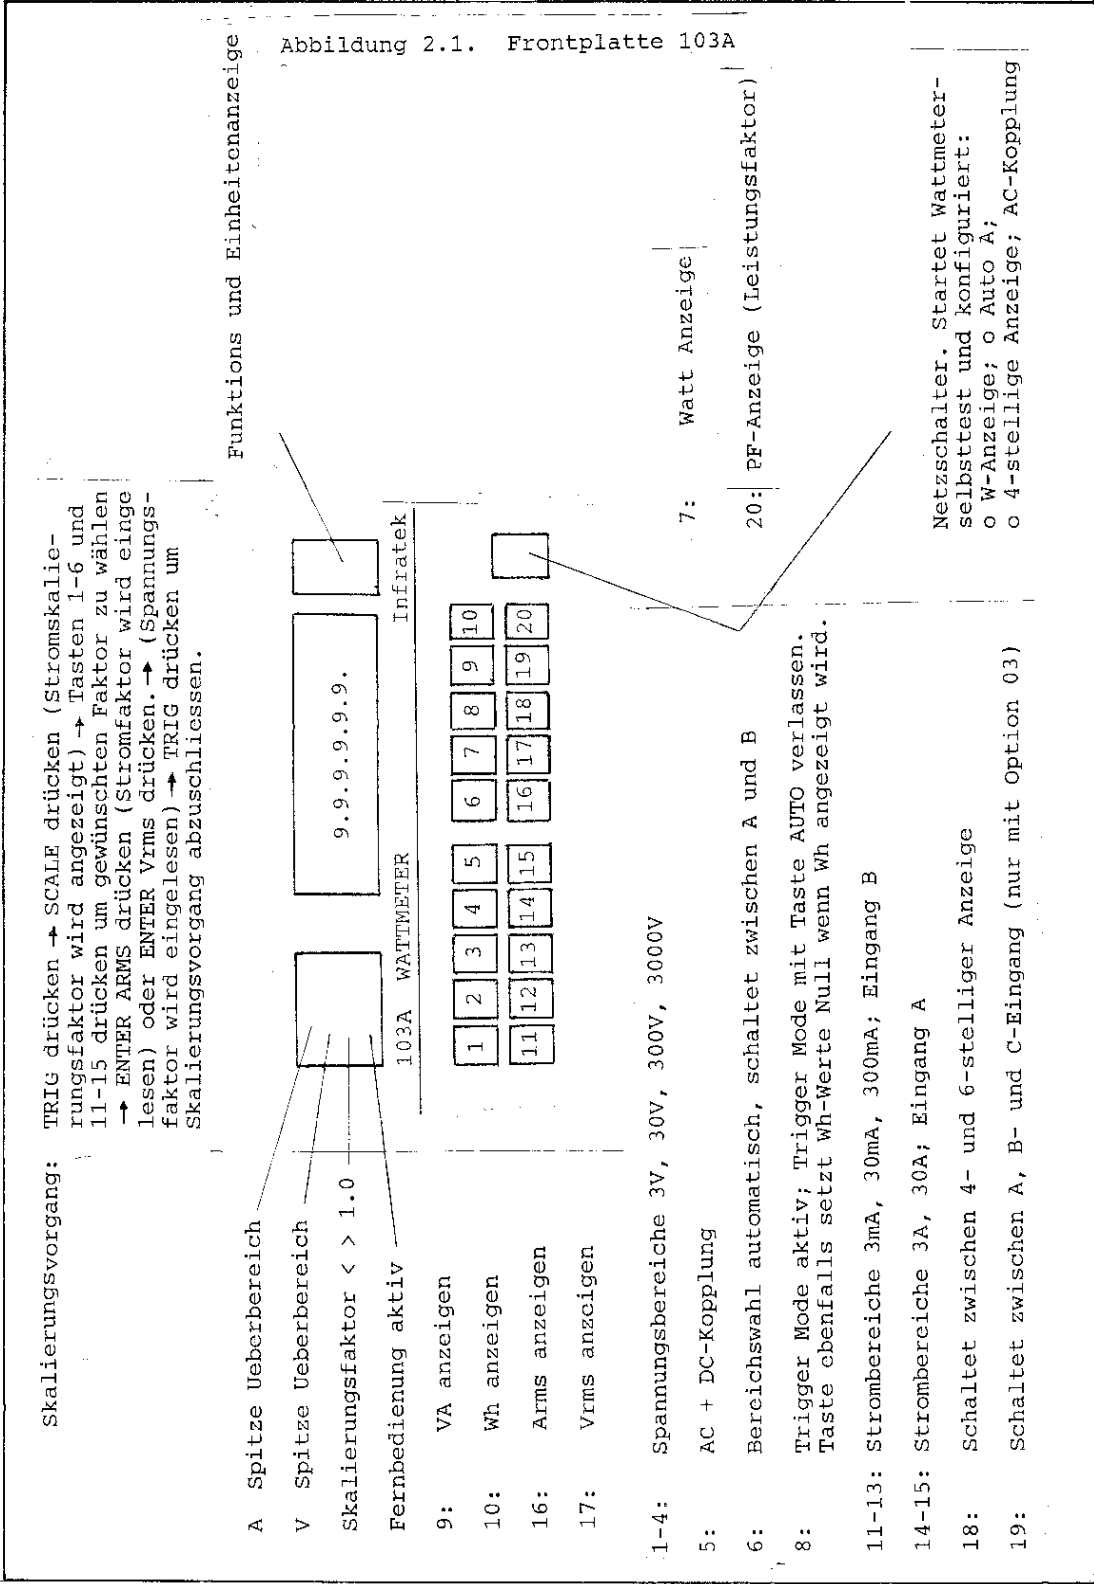 Abbildung 2.1. Frontplatte 103A
Skalierungsvorgang:
TRIG drücken → SCALE drücken (Stromskalie-
rungsfaktor wird angezeigt) → Tasten 1-6 und
11-15 drücken um gewünschten Faktor zu wählen
→ ENTER ARMS drücken (Stromfaktor wird einge
lesen) oder ENTER Vrms drücken. → (Spannungs-
faktor wird eingelesen) → TRIG drücken um
Skalierungsvorgang abzuschliessen.
Funktions und Einheitenanzeige
A Spitze Ueberbereich
V Spitze Ueberbereich
Skalierungsfaktor < > 1.0
Fernbedienung aktiv
9.9.9.9.9.9.
103A WATTMETER
Infratek
1 2 3 4 5 6 7 8 9 10
11 12 13 14 15 16 17 18 19 20
9: VA anzeigen
10: Wh anzeigen
16: Arms anzeigen
17: Vrms anzeigen
7: Watt Anzeige
20: PF-Anzeige (Leistungsfaktor)
1-4: Spannungsbereiche 3V, 30V, 300V, 3000V
5: AC + DC-Kopplung
6: Bereichswahl automatisch, schaltet zwischen A und B
8: Trigger Mode aktiv; Trigger Mode mit Taste AUTO verlassen.
Taste ebenfalls setzt Wh-Werte Null wenn Wh angezeigt wird.
11-13: Strombereiche 3mA, 30mA, 300mA; Eingang B
14-15: Strombereiche 3A, 30A; Eingang A
18: Schaltet zwischen 4- und 6-stelliger Anzeige
19: Schaltet zwischen A, B- und C-Eingang (nur mit Option 03)
Netzschalter. Startet Wattmeter-
selbsttest und konfiguriert:
o W-Anzeige; o Auto A;
o 4-stellige Anzeige; AC-Kopplung